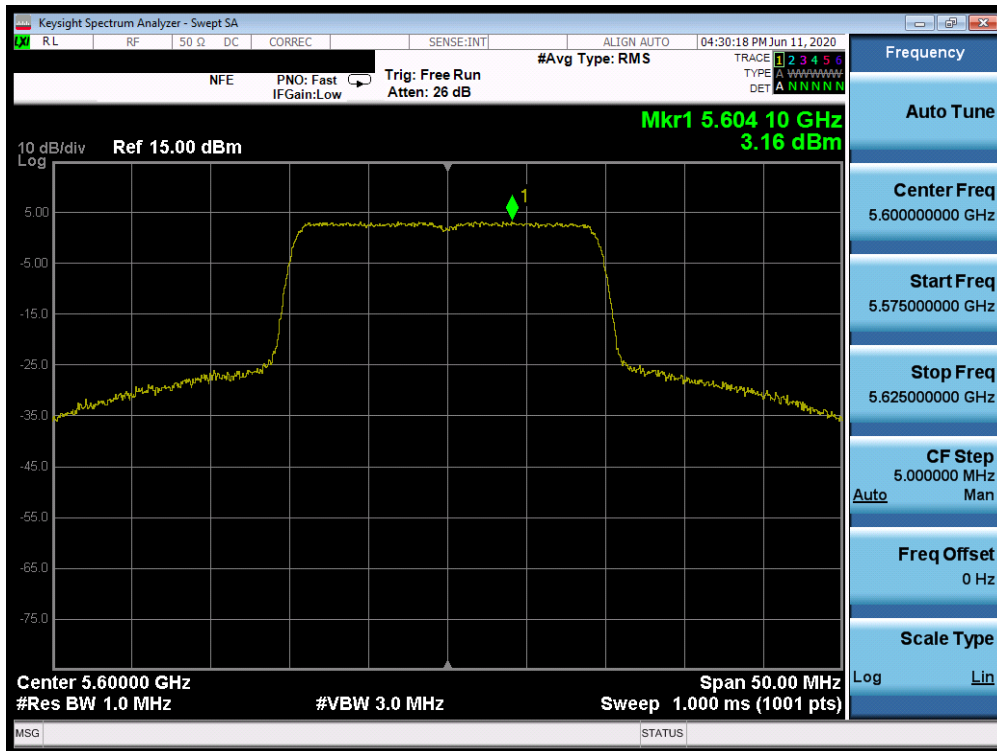 Keysight Spectrum Analyzer - Swept SA
LXI RL RF 50 Ω DC CORREC SENSE:INT ALIGN AUTO 04:30:18 PM Jun 11, 2020
NFE PNO: Fast Trig: Free Run #Avg Type: RMS TRACE 1 2 3 4 5 6
IFGain:Low Atten: 26 dB TYPE A WWWWW
DET A N N N N N
Mkr1 5.604 10 GHz
3.16 dBm
10 dB/div Ref 15.00 dBm
Log
1
5.00
-5.00
-15.0
-25.0
-35.0
-45.0
-55.0
-65.0
-75.0
Center 5.60000 GHz Span 50.00 MHz
#Res BW 1.0 MHz #VBW 3.0 MHz Sweep 1.000 ms (1001 pts)
MSG STATUS
Frequency
Auto Tune
Center Freq
5.600000000 GHz
Start Freq
5.575000000 GHz
Stop Freq
5.625000000 GHz
CF Step
5.000000 MHz
Auto Man
Freq Offset
0 Hz
Scale Type
Log Lin